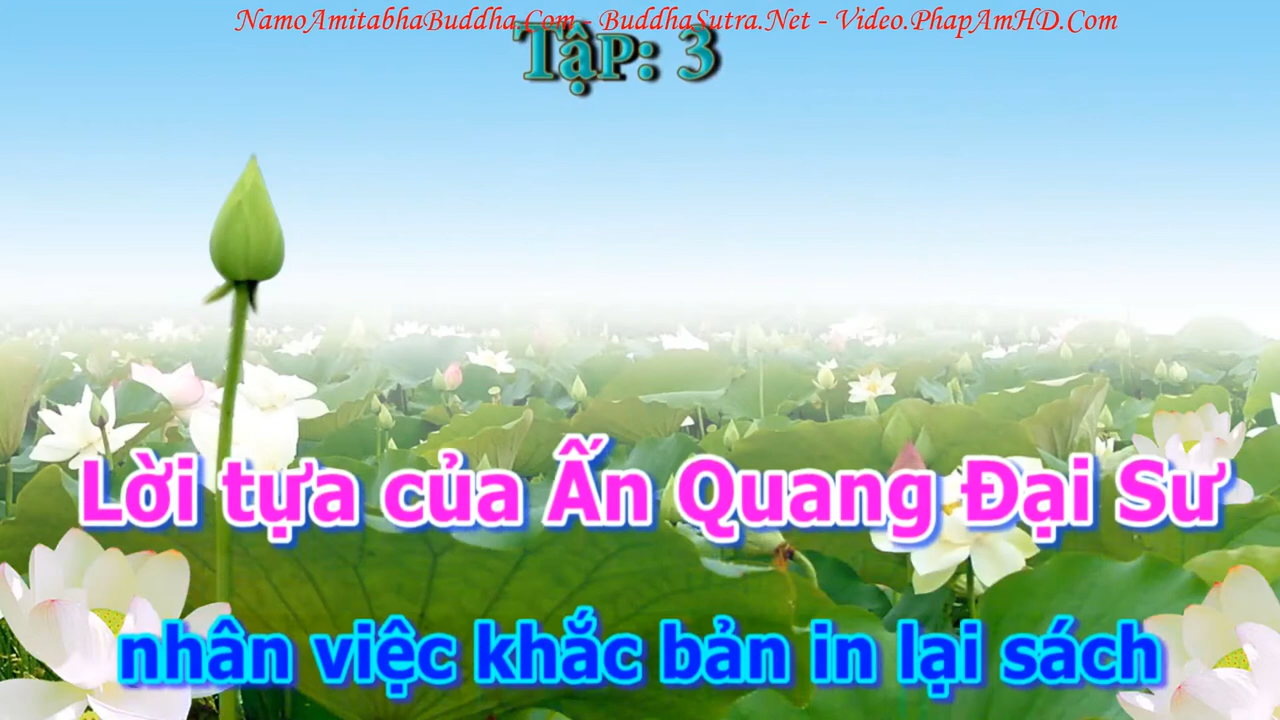 NamoAmitabhaBuddha.Com - BuddhaSutra.Net - Video.PhapAmHD.Com
Tập: 3
Lời tựa của Ấn Quang Đại Sư
nhân việc khắc bản in lại sách